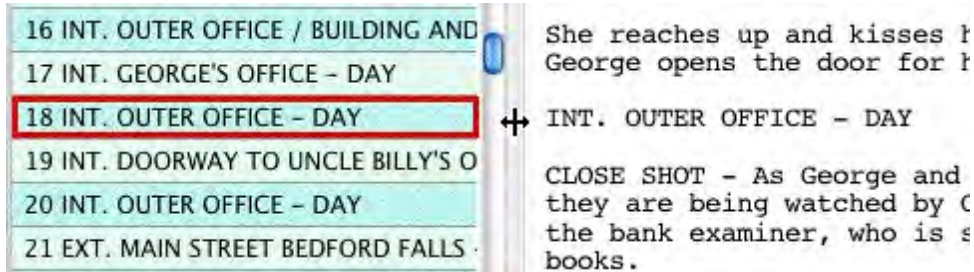 16 INT. OUTER OFFICE / BUILDING AND
17 INT. GEORGE'S OFFICE – DAY
18 INT. OUTER OFFICE – DAY
19 INT. DOORWAY TO UNCLE BILLY'S O
20 INT. OUTER OFFICE – DAY
21 EXT. MAIN STREET BEDFORD FALLS -
She reaches up and kisses h
George opens the door for h
INT. OUTER OFFICE – DAY
CLOSE SHOT – As George and
they are being watched by C
the bank examiner, who is s
books.